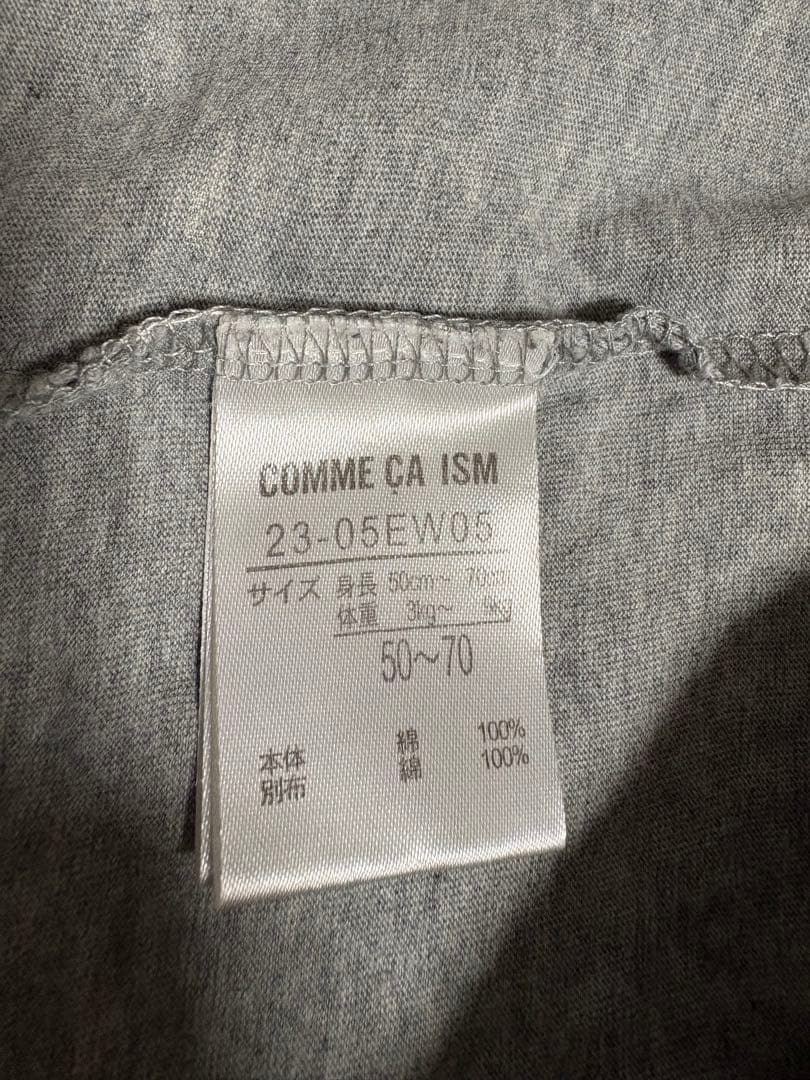 COMME ÇA ISM
23-05EW05
サイズ 身長 50cm~ 70cm
体重 3kg~ 9kg
50~70
本体 綿 100%
別布 綿 100%